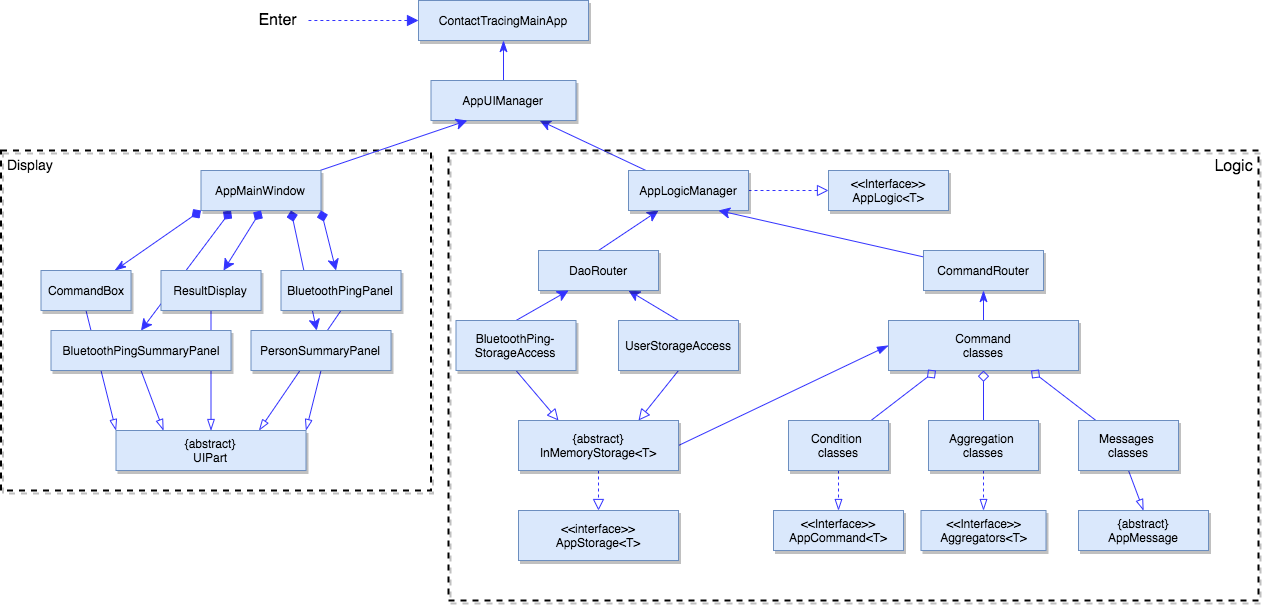 Enter
ContactTracingMainApp
AppUIManager
Display
AppMainWindow
CommandBox
ResultDisplay
BluetoothPingPanel
BluetoothPingSummaryPanel
PersonSummaryPanel
{abstract}
UIPart
Logic
AppLogicManager
<<Interface>>
AppLogic<T>
DaoRouter
CommandRouter
BluetoothPing-
StorageAccess
UserStorageAccess
Command
classes
{abstract}
InMemoryStorage<T>
Condition
classes
Aggregation
classes
Messages
classes
<<interface>>
AppStorage<T>
<<Interface>>
AppCommand<T>
<<Interface>>
Aggregators<T>
{abstract}
AppMessage